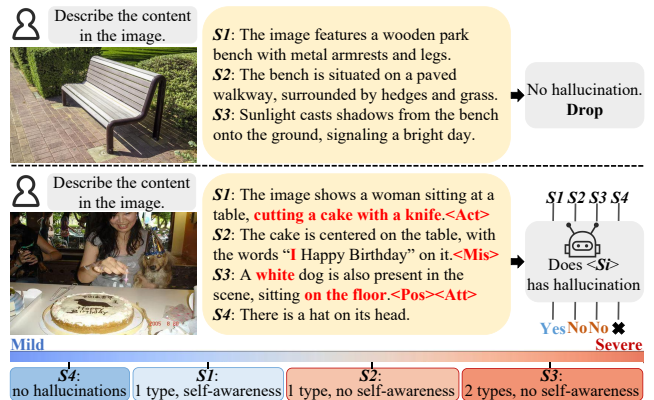 Describe the content
in the image.
S1: The image features a wooden park
bench with metal armrests and legs.
S2: The bench is situated on a paved
walkway, surrounded by hedges and grass.
S3: Sunlight casts shadows from the bench
onto the ground, signaling a bright day.
No hallucination.
Drop
Describe the content
in the image.
S1: The image shows a woman sitting at a
table, cutting a cake with a knife.<Act>
S2: The cake is centered on the table, with
the words “I Happy Birthday” on it.<Mis>
S3: A white dog is also present in the
scene, sitting on the floor.<Pos><Att>
S4: There is a hat on its head.
S1 S2 S3 S4
Does <Si>
has hallucination
Yes No No ✖
Mild
Severe
S4:
no hallucinations
S1:
1 type, self-awareness
S2:
1 type, no self-awareness
S3:
2 types, no self-awareness